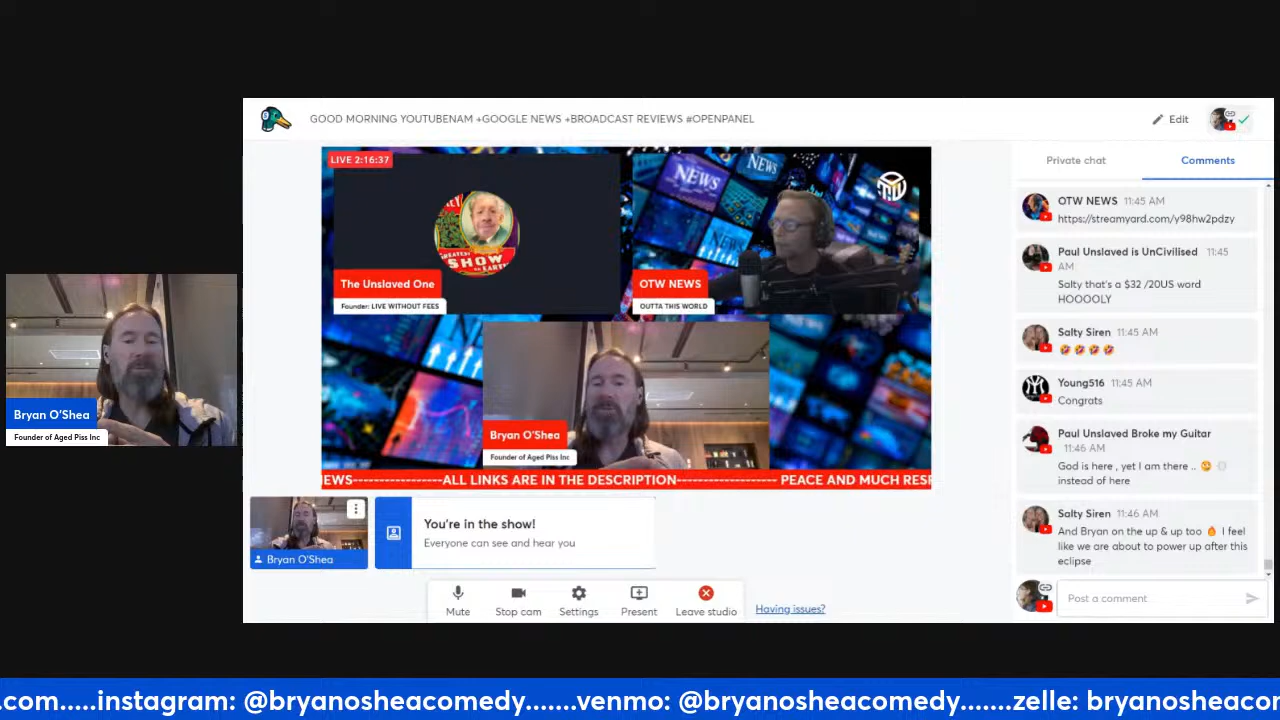 GOOD MORNING YOUTUBENAM +GOOGLE NEWS +BROADCAST REVIEWS #OPENPANEL
Edit
LIVE 2:16:37
NEWS
NEWS
NEWS
GREATEST
SHOW
ON EARTH
The Unslaved One
Founder: LIVE WITHOUT FEES
OTW NEWS
OUTTA THIS WORLD
Bryan O'Shea
Founder of Aged Piss Inc
EWS-----------------ALL LINKS ARE IN THE DESCRIPTION----------------- PEACE AND MUCH RESP
Bryan O'Shea
Founder of Aged Piss Inc
Bryan O'Shea
You're in the show!
Everyone can see and hear you
Mute
Stop cam
Settings
Present
Leave studio
Having issues?
Private chat
Comments
OTW NEWS 11:45 AM
https://streamyard.com/y98hw2pdzy
Paul Unslaved is UnCivilised 11:45
AM
Salty that's a $32 /20US word
HOOOOLY
Salty Siren 11:45 AM
🤣🤣🤣🤣
Young516 11:45 AM
Congrats
Paul Unslaved Broke my Guitar
11:46 AM
God is here , yet I am there ..
instead of here
Salty Siren 11:46 AM
And Bryan on the up & up too 🔥 I feel
like we are about to power up after this
eclipse
Post a comment
.com.....instagram: @bryanosheacomedy.......venmo: @bryanosheacomedy.......zelle: bryanosheacor